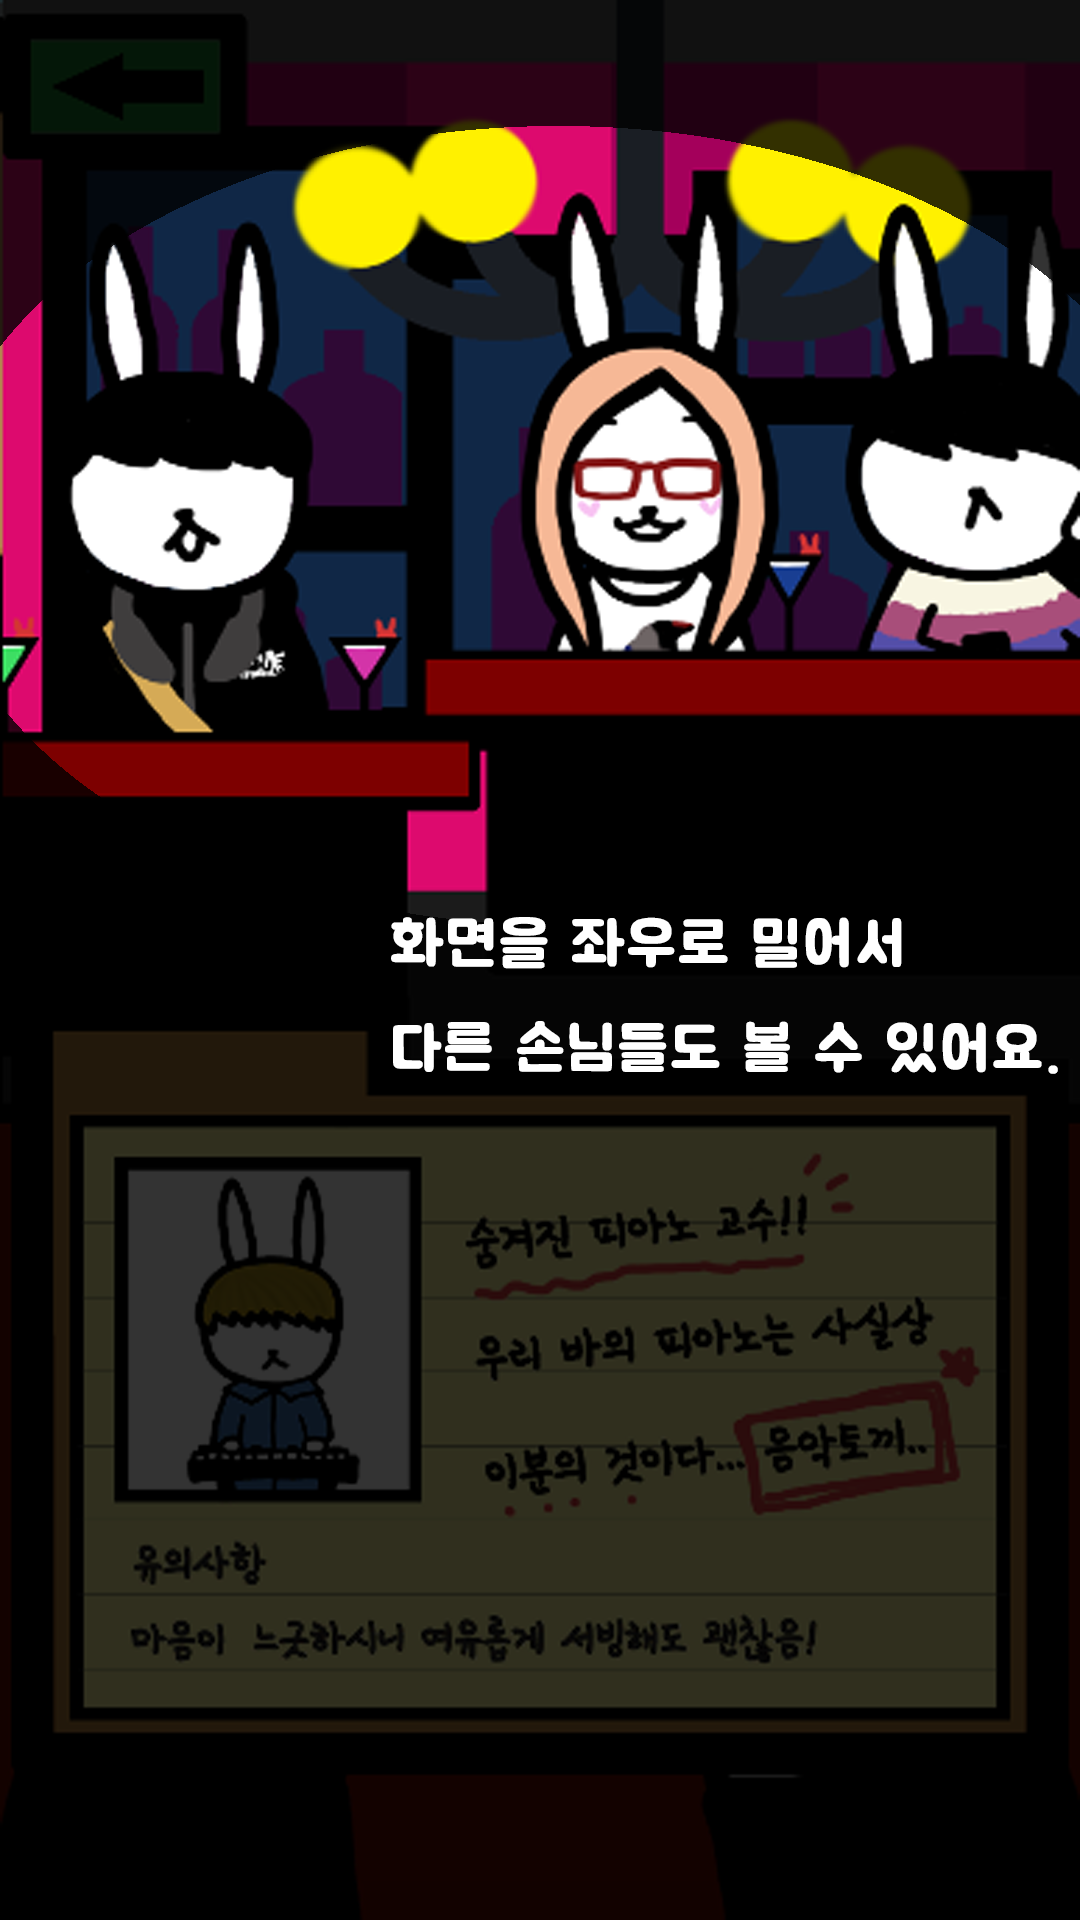 화면을 좌우로 밀어서
다른 손님들도 볼 수 있어요.
숨겨진 피아노 고수!!
우리 바의 피아노는 사실상
이분의 것이다... 음악토끼..
유의사항
마음이 느긋하시니 여유롭게 서빙해도 괜찮음!